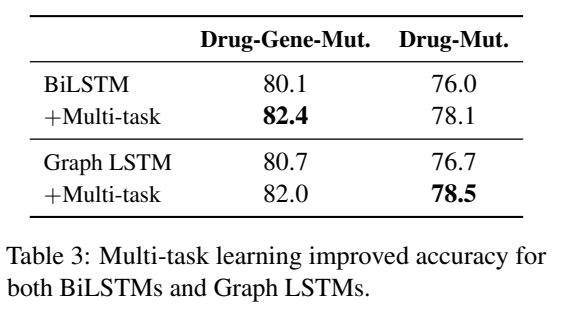 Drug-Gene-Mut. Drug-Mut.
BiLSTM 80.1 76.0
+Multi-task 82.4 78.1
Graph LSTM 80.7 76.7
+Multi-task 82.0 78.5
Table 3: Multi-task learning improved accuracy for
both BiLSTMs and Graph LSTMs.